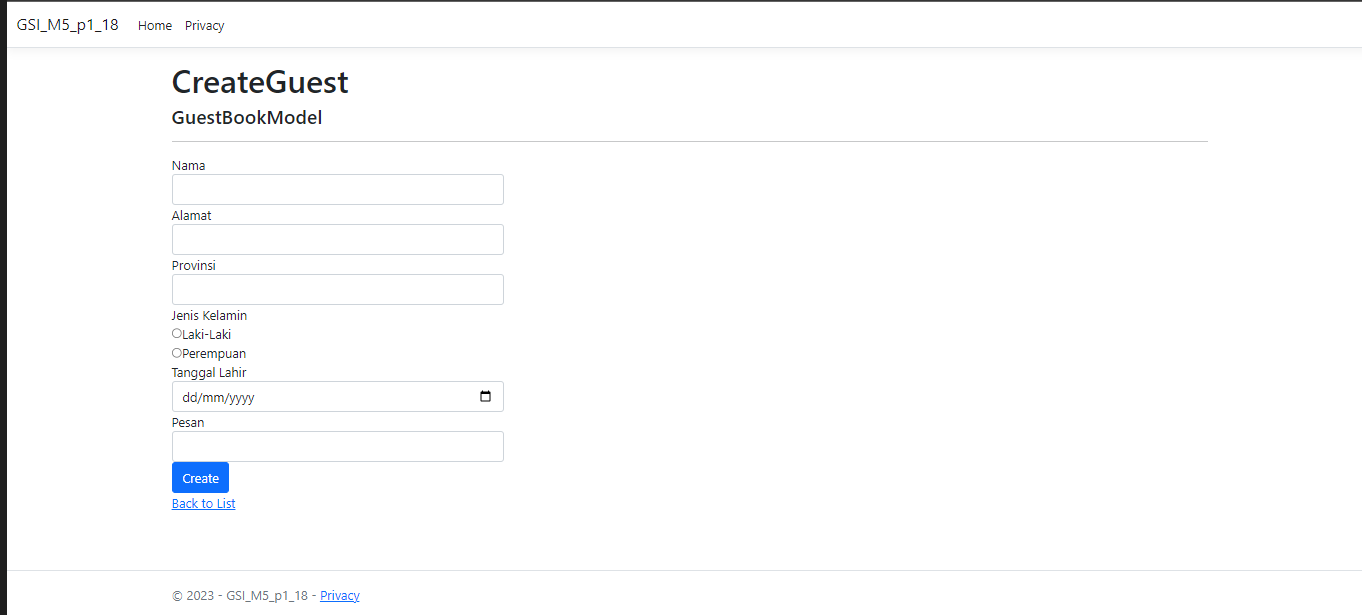 GSI_M5_p1_18 Home Privacy
CreateGuest
GuestBookModel
Nama
Alamat
Provinsi
Jenis Kelamin
Laki-Laki
Perempuan
Tanggal Lahir
dd/mm/yyyy
Pesan
Create
Back to List
© 2023 - GSI_M5_p1_18 - Privacy